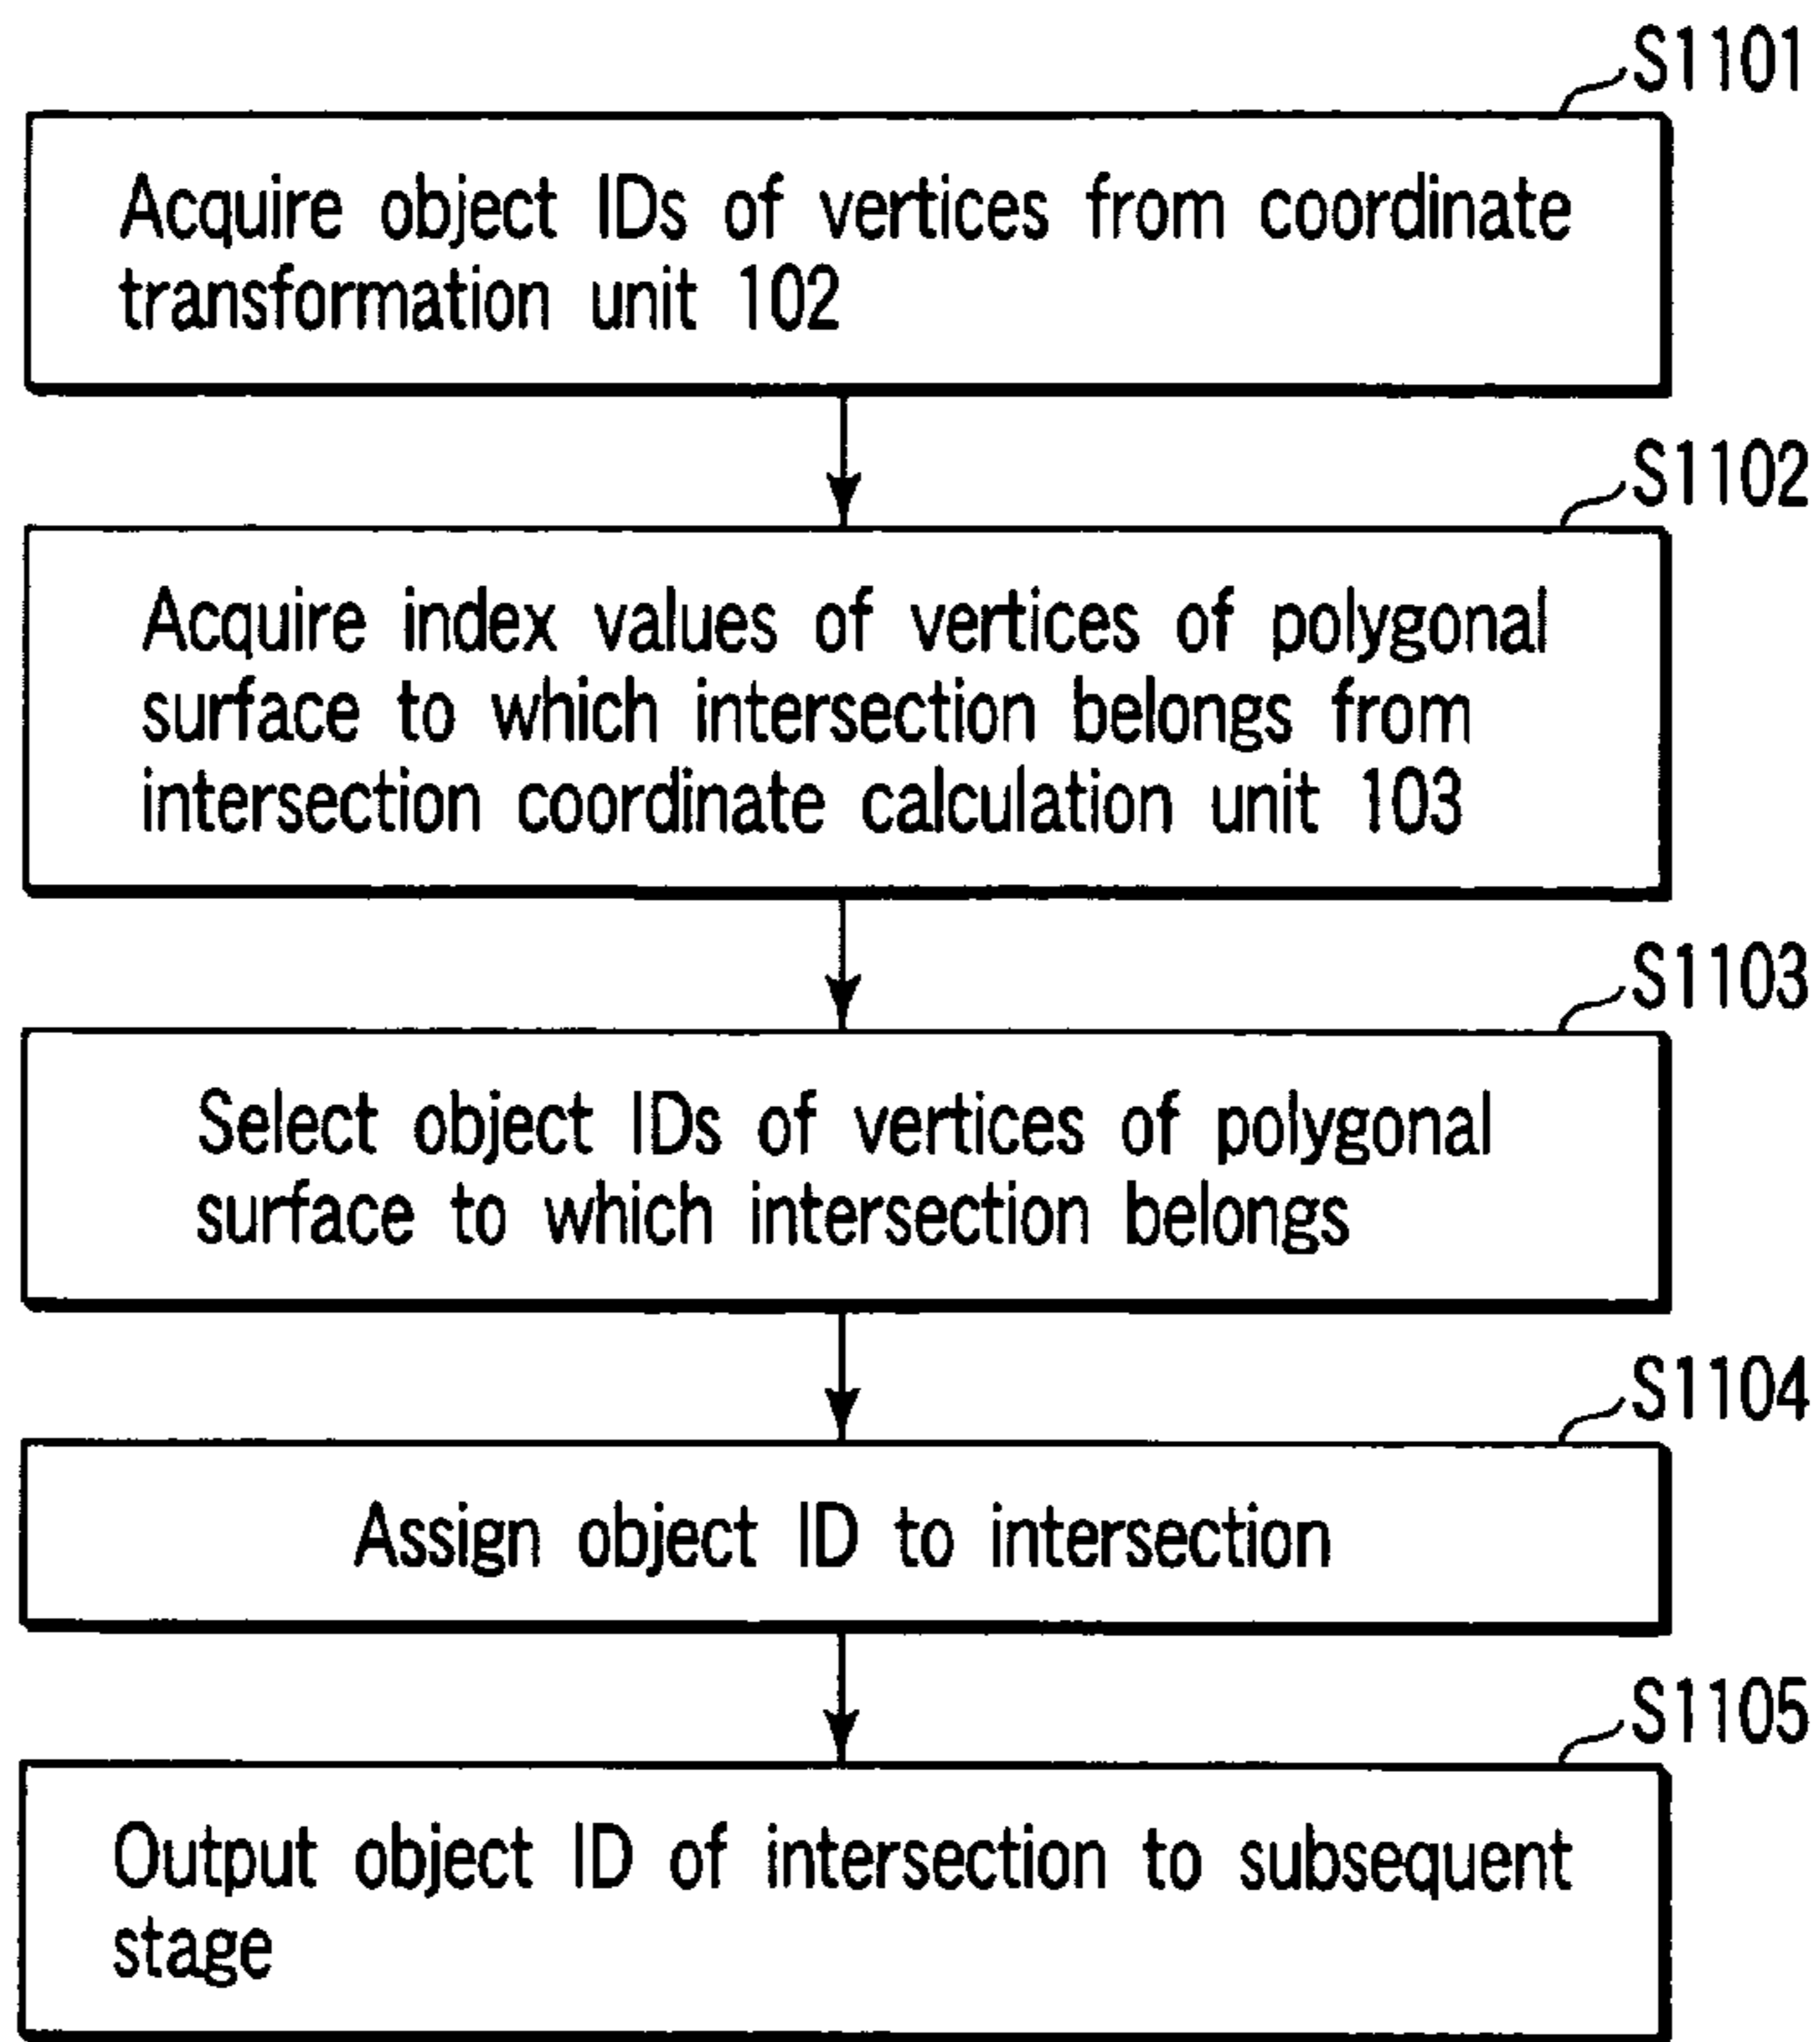 S1101
Acquire object IDs of vertices from coordinate
transformation unit 102
S1102
Acquire index values of vertices of polygonal
surface to which intersection belongs from
intersection coordinate calculation unit 103
S1103
Select object IDs of vertices of polygonal
surface to which intersection belongs
S1104
Assign object ID to intersection
S1105
Output object ID of intersection to subsequent
stage